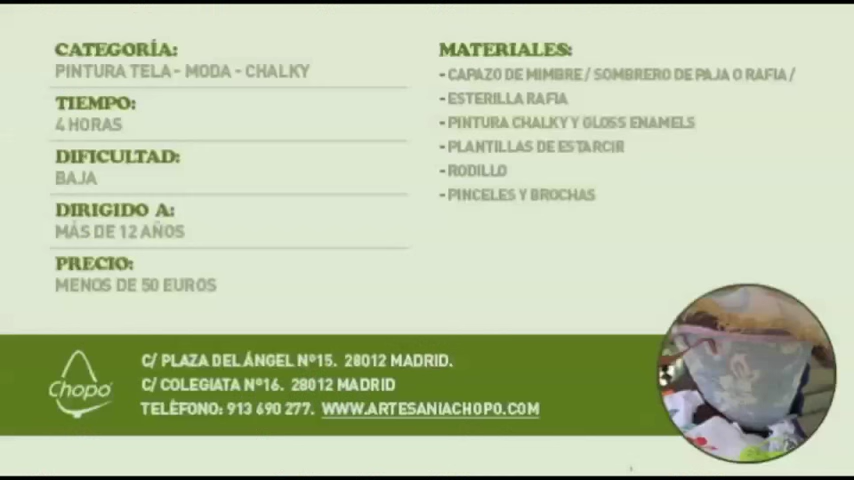 CATEGORÍA:
PINTURA TELA - MODA - CHALKY
TIEMPO:
4 HORAS
DIFICULTAD:
BAJA
DIRIGIDO A:
MÁS DE 12 AÑOS
PRECIO:
MENOS DE 50 EUROS
MATERIALES:
- CAPAZO DE MIMBRE / SOMBRERO DE PAJA O RAFIA /
- ESTERILLA RAFIA
- PINTURA CHALKY Y GLOSS ENAMELS
- PLANTILLAS DE ESTARCIR
- RODILLO
- PINCELES Y BROCHAS
Chopo
C/ PLAZA DEL ÁNGEL Nº15. 28012 MADRID.
C/ COLEGIATA Nº16. 28012 MADRID
TELÉFONO: 913 690 277. WWW.ARTESANIACHOPO.COM